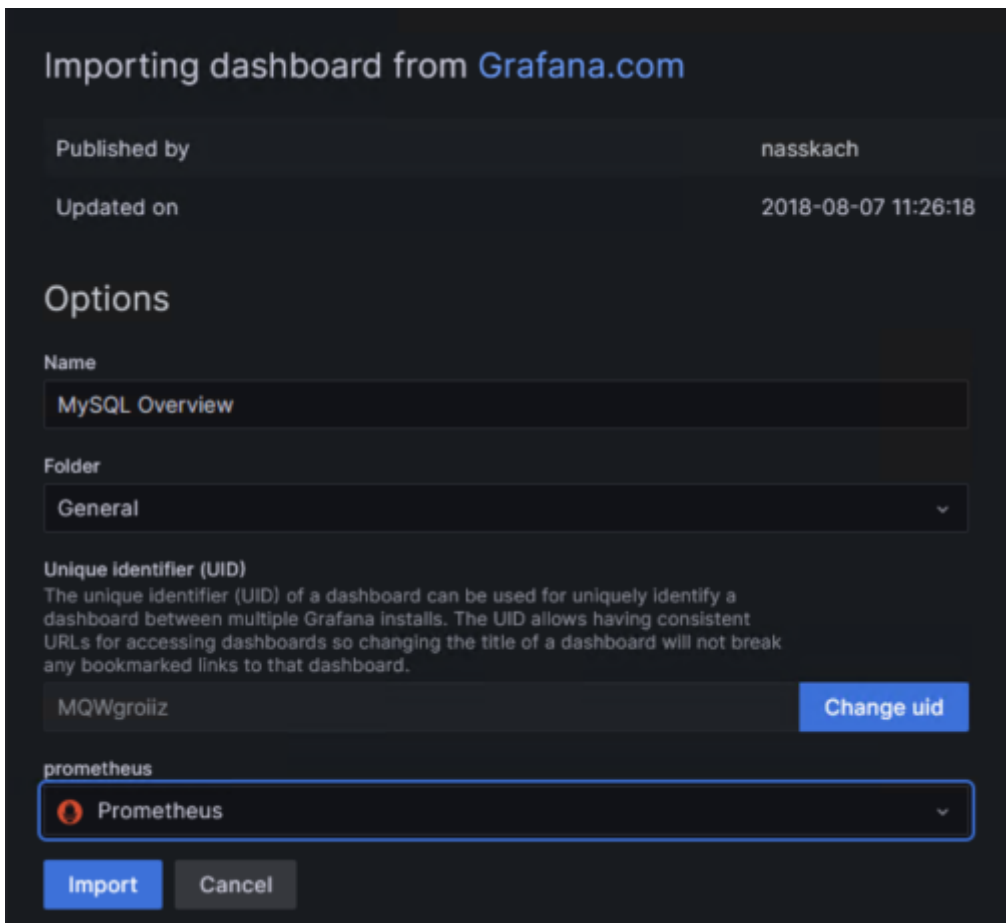 Importing dashboard from Grafana.com
Published by nasskach
Updated on 2018-08-07 11:26:18
Options
Name
MySQL Overview
Folder
General
Unique identifier (UID)
The unique identifier (UID) of a dashboard can be used for uniquely identify a
dashboard between multiple Grafana installs. The UID allows having consistent
URLs for accessing dashboards so changing the title of a dashboard will not break
any bookmarked links to that dashboard.
MQWgroiiz Change uid
prometheus
Prometheus
Import Cancel